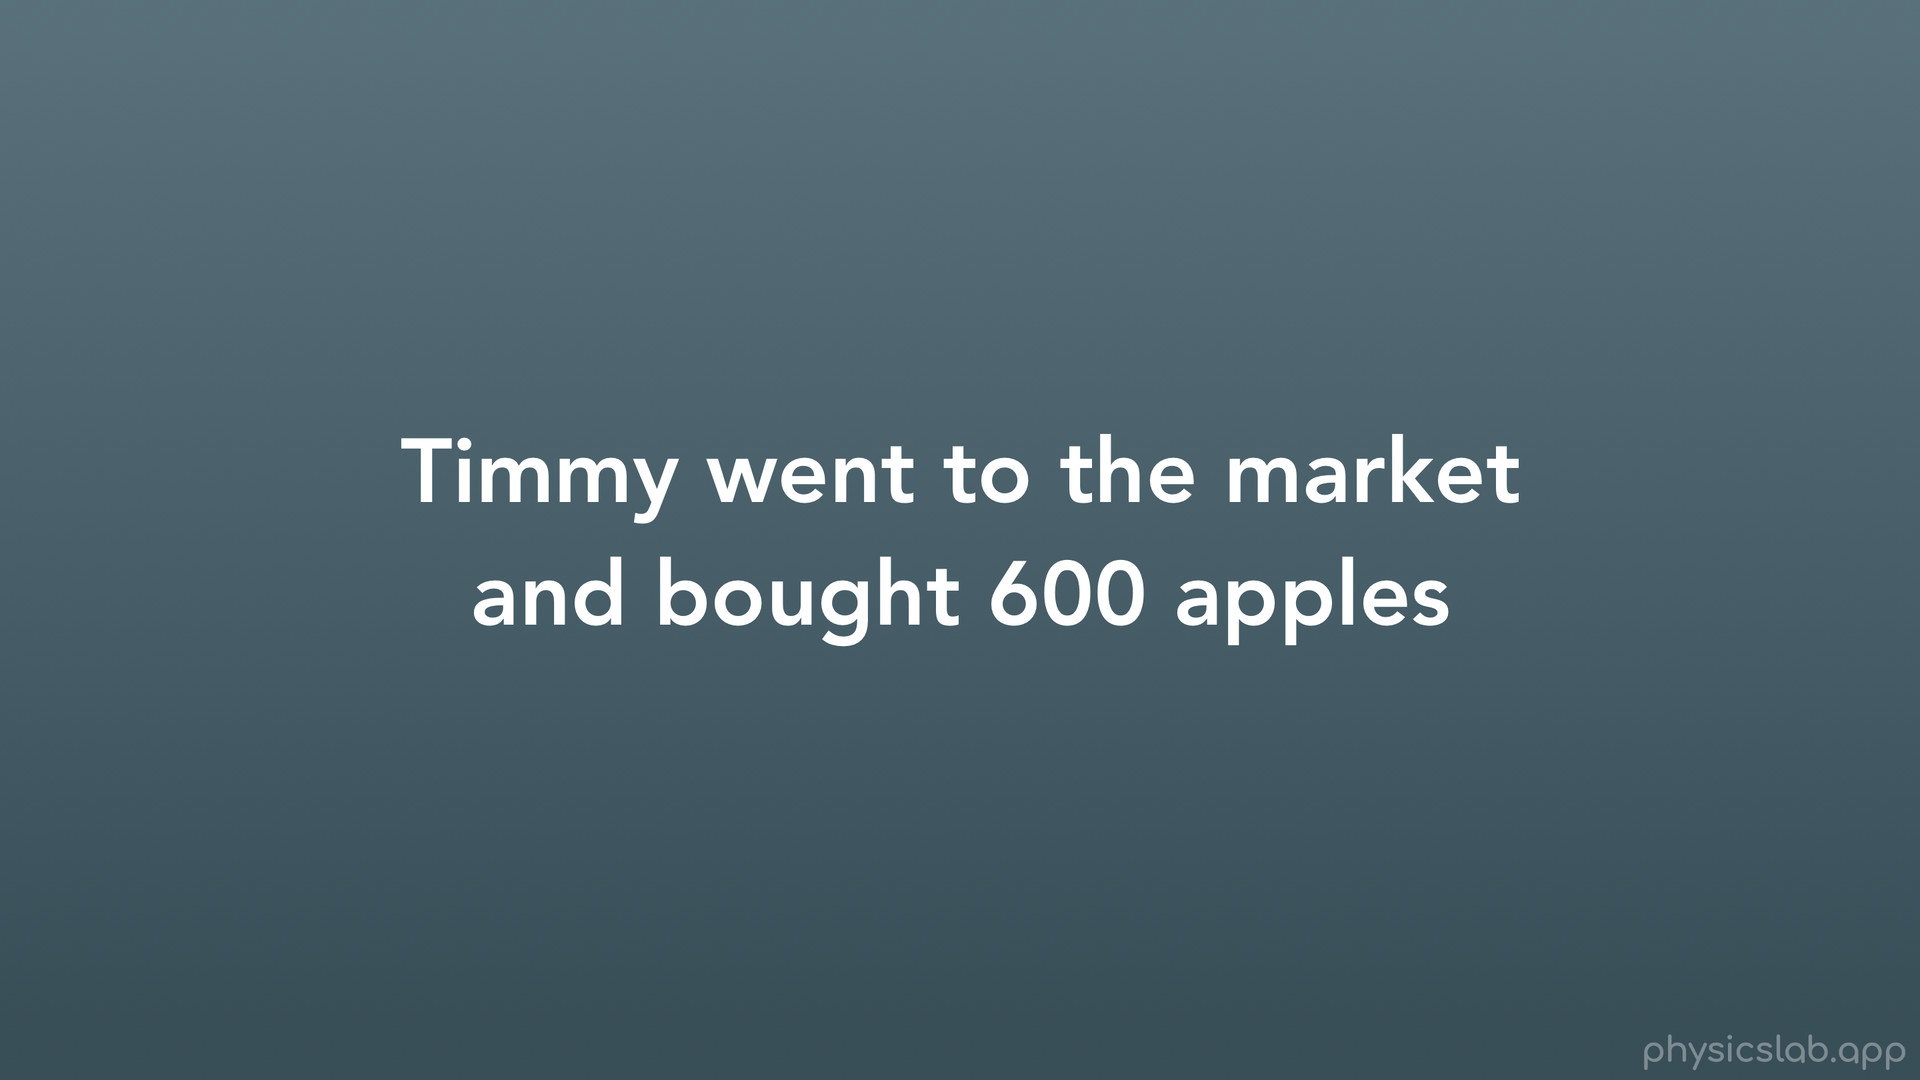 Timmy went to the market
and bought 600 apples
physicslab.app